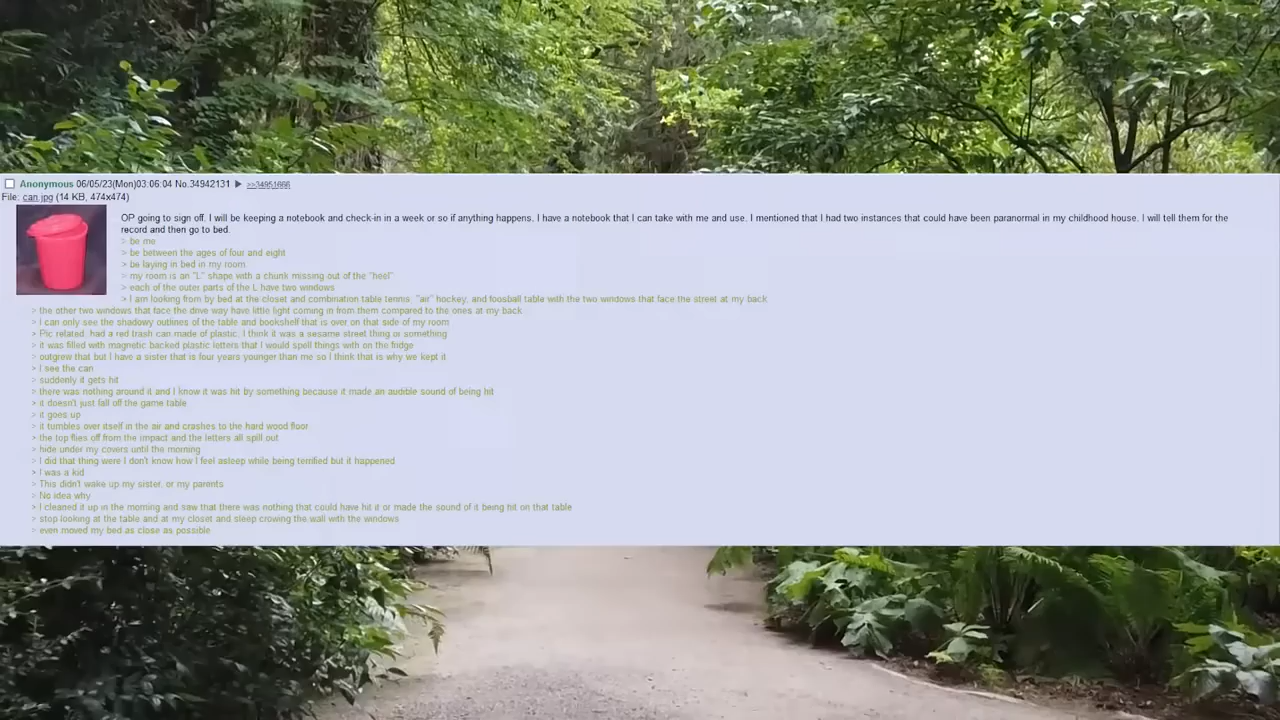 Anonymous 06/05/23(Mon)03:06:04 No.34942131 ▶ >>34951666
File: can.jpg (14 KB, 474x474)
OP going to sign off. I will be keeping a notebook and check-in in a week or so if anything happens. I have a notebook that I can take with me and use. I mentioned that I had two instances that could have been paranormal in my childhood house. I will tell them for the
record and then go to bed.
> be me
> be between the ages of four and eight
> be laying in bed in my room.
> my room is an "L" shape with a chunk missing out of the "heel"
> each of the outer parts of the L have two windows
> I am looking from by bed at the closet and combination table tennis, "air" hockey, and foosball table with the two windows that face the street at my back
> the other two windows that face the drive way have little light coming in from them compared to the ones at my back
> I can only see the shadowy outlines of the table and bookshelf that is over on that side of my room
> Pic related, had a red trash can made of plastic. I think it was a sesame street thing or something
> it was filled with magnetic backed plastic letters that I would spell things with on the fridge
> outgrew that but I have a sister that is four years younger than me so I think that is why we kept it
> I see the can
> suddenly it gets hit
> there was nothing around it and I know it was hit by something because it made an audible sound of being hit
> it doesn't just fall off the game table
> it goes up
> it tumbles over itself in the air and crashes to the hard wood floor
> the top flies off from the impact and the letters all spill out
> hide under my covers until the morning
> I did that thing were I don't know how I feel asleep while being terrified but it happened
> I was a kid
> This didn't wake up my sister, or my parents
> No idea why
> I cleaned it up in the morning and saw that there was nothing that could have hit it or made the sound of it being hit on that table
> stop looking at the table and at my closet and sleep crowing the wall with the windows
> even moved my bed as close as possible